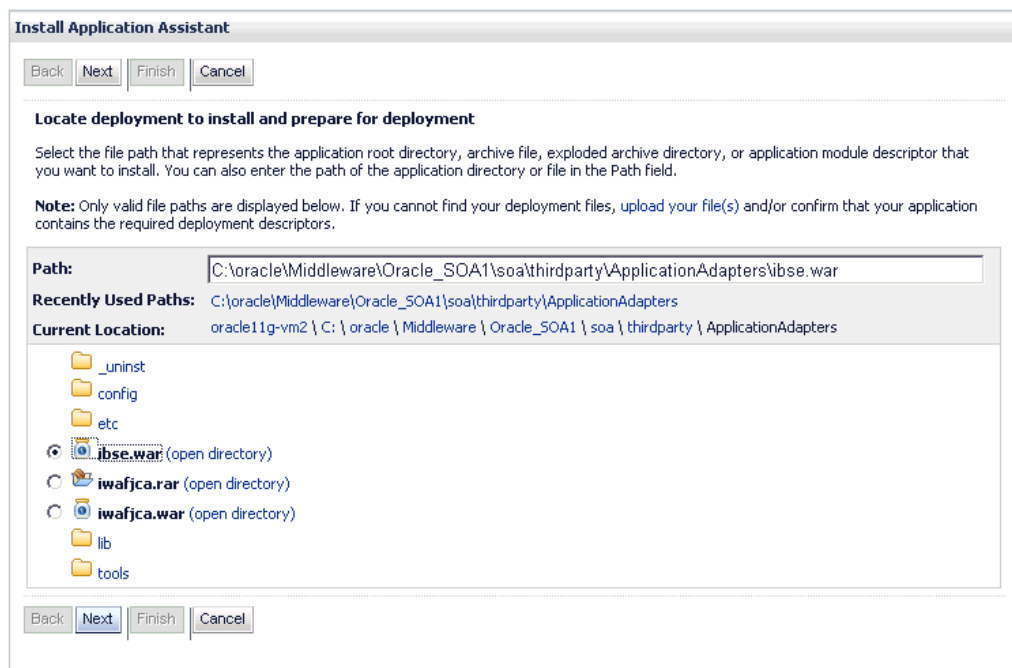 Install Application Assistant
Back Next Finish Cancel
Locate deployment to install and prepare for deployment
Select the file path that represents the application root directory, archive file, exploded archive directory, or application module descriptor that
you want to install. You can also enter the path of the application directory or file in the Path field.
Note: Only valid file paths are displayed below. If you cannot find your deployment files, upload your file(s) and/or confirm that your application
contains the required deployment descriptors.
Path: C:\oracle\Middleware\Oracle_SOA1\soa\thirdparty\ApplicationAdapters\ibse.war
Recently Used Paths: C:\oracle\Middleware\Oracle_SOA1\soa\thirdparty\ApplicationAdapters
Current Location: oracle11g-vm2 \ C: \ oracle \ Middleware \ Oracle_SOA1 \ soa \ thirdparty \ ApplicationAdapters
_uninst
config
etc
ibse.war (open directory)
iwafjca.rar (open directory)
iwafjca.war (open directory)
lib
tools
Back Next Finish Cancel